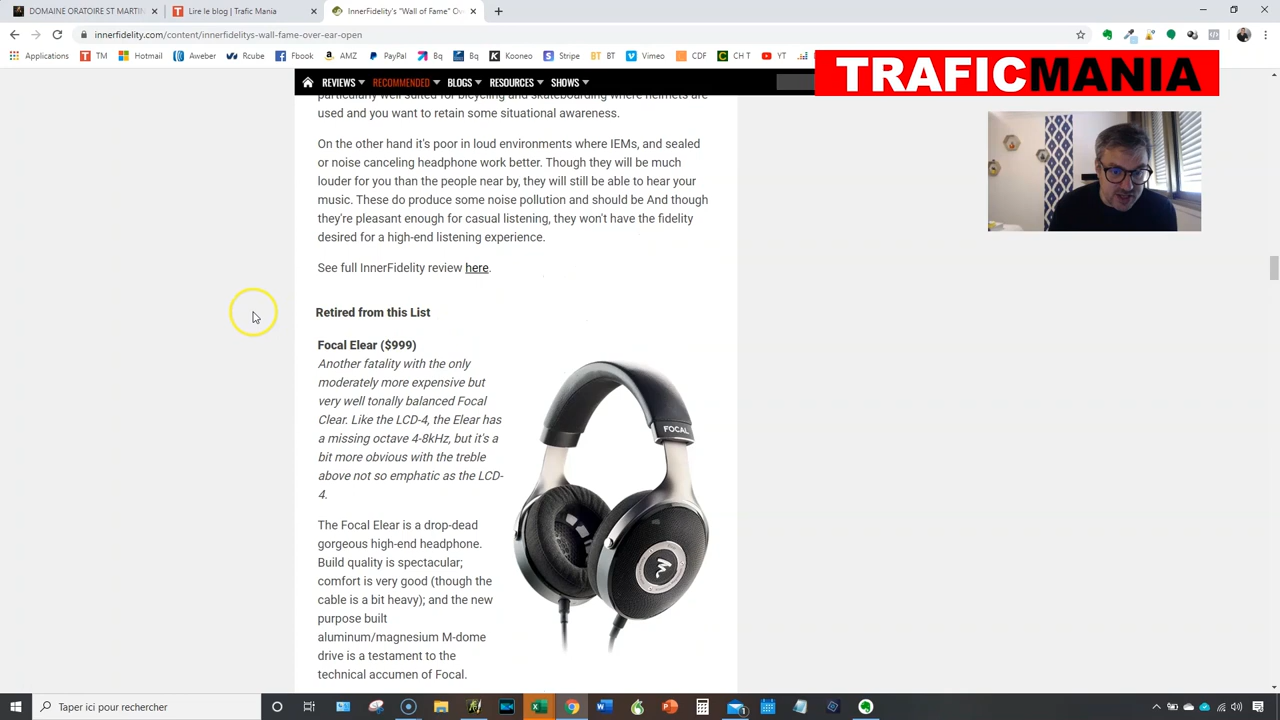 DOMAINE ORATOIRE ST MARTIN
Lire le blog | Trafic Mania
InnerFidelity's "Wall of Fame" Ov
innerfidelity.com/content/innerfidelitys-wall-fame-over-ear-open
Applications TM Hotmail Aweber Rcube Fbook AMZ PayPal Bq Bq Kooneo Stripe BT Vimeo CDF CH T YT
TRAFICMANIA
REVIEWS RECOMMENDED BLOGS RESOURCES SHOWS
particularly well suited for bicycling and skateboarding where helmets are
used and you want to retain some situational awareness.
On the other hand it's poor in loud environments where IEMs, and sealed
or noise canceling headphone work better. Though they will be much
louder for you than the people near by, they will still be able to hear your
music. These do produce some noise pollution and should be And though
they're pleasant enough for casual listening, they won't have the fidelity
desired for a high-end listening experience.
See full InnerFidelity review here.
Retired from this List
Focal Elear ($999)
Another fatality with the only
moderately more expensive but
very well tonally balanced Focal
Clear. Like the LCD-4, the Elear has
a missing octave 4-8kHz, but it's a
bit more obvious with the treble
above not so emphatic as the LCD-
4.
FOCAL
The Focal Elear is a drop-dead
gorgeous high-end headphone.
Build quality is spectacular;
comfort is very good (though the
cable is a bit heavy); and the new
purpose built
aluminum/magnesium M-dome
drive is a testament to the
technical accumen of Focal.
Taper ici pour rechercher